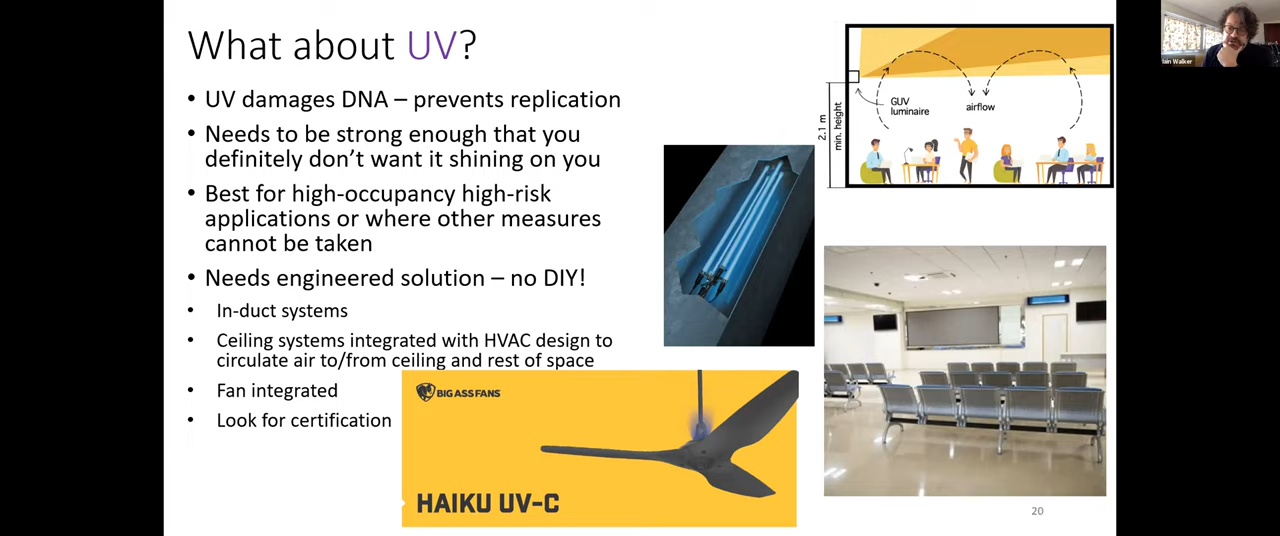 What about UV?
• UV damages DNA – prevents replication
• Needs to be strong enough that you
definitely don't want it shining on you
• Best for high-occupancy high-risk
applications or where other measures
cannot be taken
• Needs engineered solution – no DIY!
• In-duct systems
• Ceiling systems integrated with HVAC design to
circulate air to/from ceiling and rest of space
• Fan integrated
• Look for certification
BIG ASS FANS
HAIKU UV-C
GUV
luminaire
airflow
2.1 m
min. height
20
Iain Walker